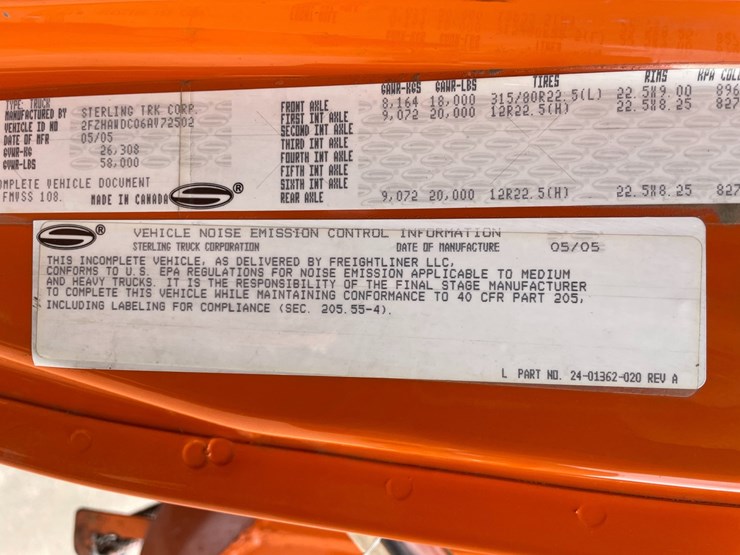 GAWR-KGS GAWR-LBS TIRES RIMS KPA COLD
TYPE: TRUCK
MANUFACTURED BY STERLING TRK CORP.
VEHICLE ID NO 2FZHAWDC06AV72502
DATE OF MFR 05/05
GVWR-KG 26,308
GVWR-LBS 58,000
OMPLETE VEHICLE DOCUMENT
FMVSS 108. MADE IN CANADA ®
FRONT AXLE 8,164 18,000 315/80R22.5(L) 22.5X9.00 896
FIRST INT AXLE 9,072 20,000 12R22.5(H) 22.5X8.25 827
SECOND INT AXLE
THIRD INT AXLE
FOURTH INT AXLE
FIFTH INT AXLE
SIXTH INT AXLE
REAR AXLE 9,072 20,000 12R22.5(H) 22.5X8.25 827
® VEHICLE NOISE EMISSION CONTROL INFORMATION
STERLING TRUCK CORPORATION DATE OF MANUFACTURE 05/05
THIS INCOMPLETE VEHICLE, AS DELIVERED BY FREIGHTLINER LLC,
CONFORMS TO U.S. EPA REGULATIONS FOR NOISE EMISSION APPLICABLE TO MEDIUM
AND HEAVY TRUCKS. IT IS THE RESPONSIBILITY OF THE FINAL STAGE MANUFACTURER
TO COMPLETE THIS VEHICLE WHILE MAINTAINING CONFORMANCE TO 40 CFR PART 205,
INCLUDING LABELING FOR COMPLIANCE (SEC. 205.55-4).
L PART NO. 24-01362-020 REV A